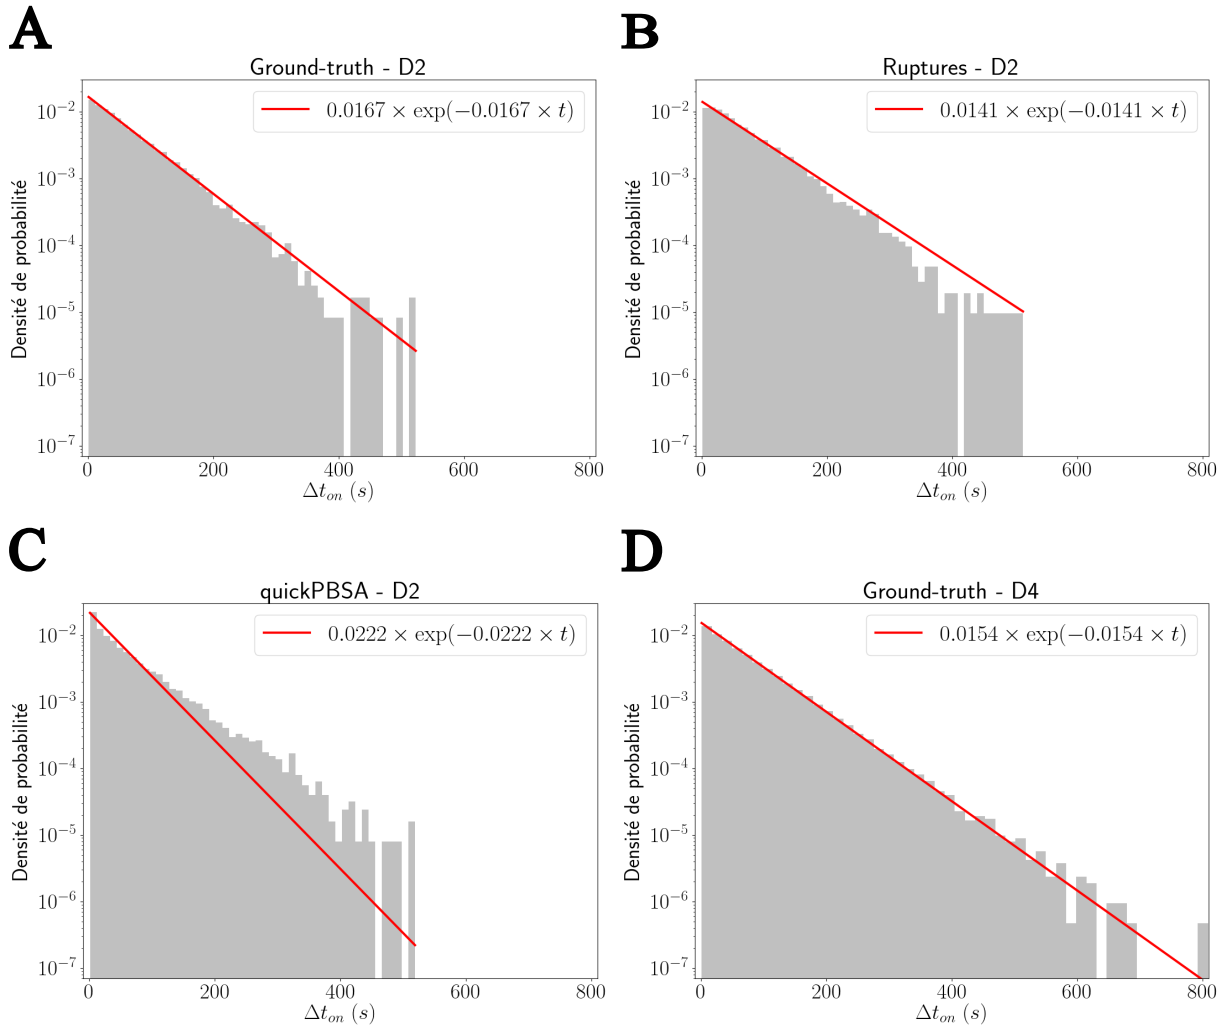 A
Ground-truth - D2
0.0167 × exp(−0.0167 × t)
Densité de probabilité
10⁻²
10⁻³
10⁻⁴
10⁻⁵
10⁻⁶
10⁻⁷
0 200 400 600 800
Δt_on (s)
B
Ruptures - D2
0.0141 × exp(−0.0141 × t)
Densité de probabilité
10⁻²
10⁻³
10⁻⁴
10⁻⁵
10⁻⁶
10⁻⁷
0 200 400 600 800
Δt_on (s)
C
quickPBSA - D2
0.0222 × exp(−0.0222 × t)
Densité de probabilité
10⁻²
10⁻³
10⁻⁴
10⁻⁵
10⁻⁶
10⁻⁷
0 200 400 600 800
Δt_on (s)
D
Ground-truth - D4
0.0154 × exp(−0.0154 × t)
Densité de probabilité
10⁻²
10⁻³
10⁻⁴
10⁻⁵
10⁻⁶
10⁻⁷
0 200 400 600 800
Δt_on (s)